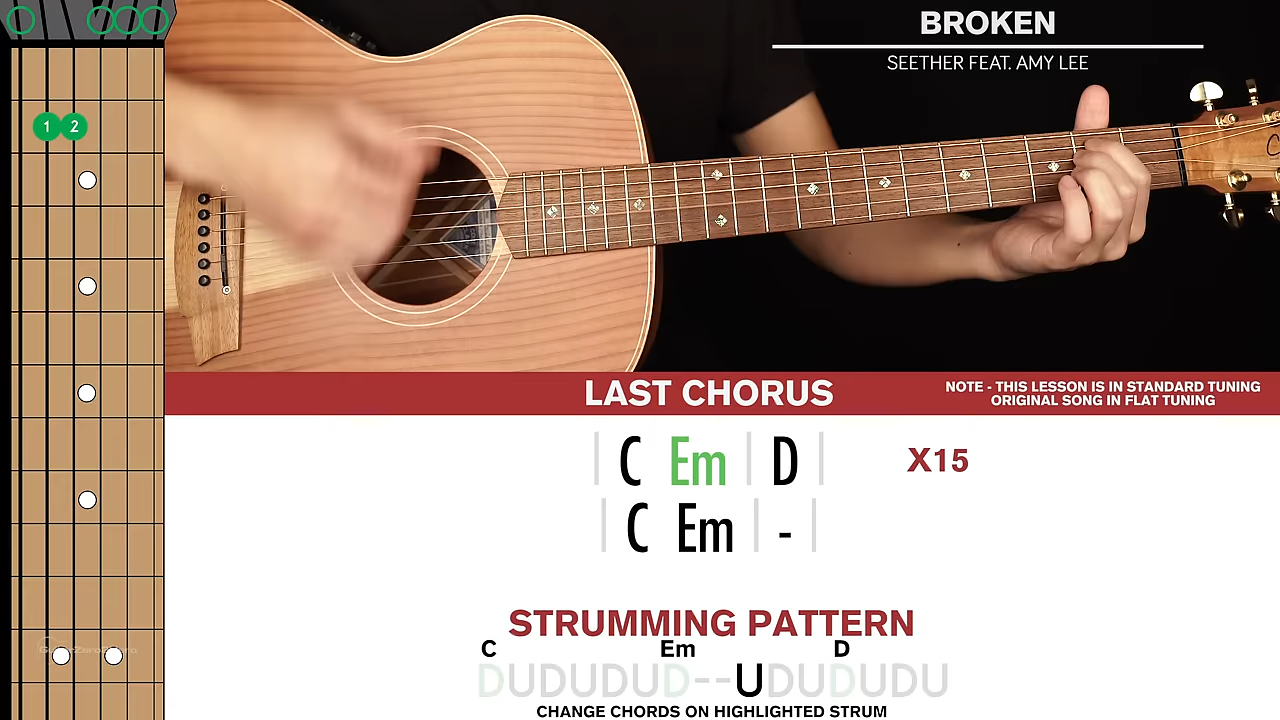 BROKEN
SEETHER FEAT. AMY LEE
1 2
LAST CHORUS
NOTE - THIS LESSON IS IN STANDARD TUNING
ORIGINAL SONG IN FLAT TUNING
| C Em | D | X15
| C Em | - |
STRUMMING PATTERN
C Em D
DUDUDUD--UDUDUDU
CHANGE CHORDS ON HIGHLIGHTED STRUM